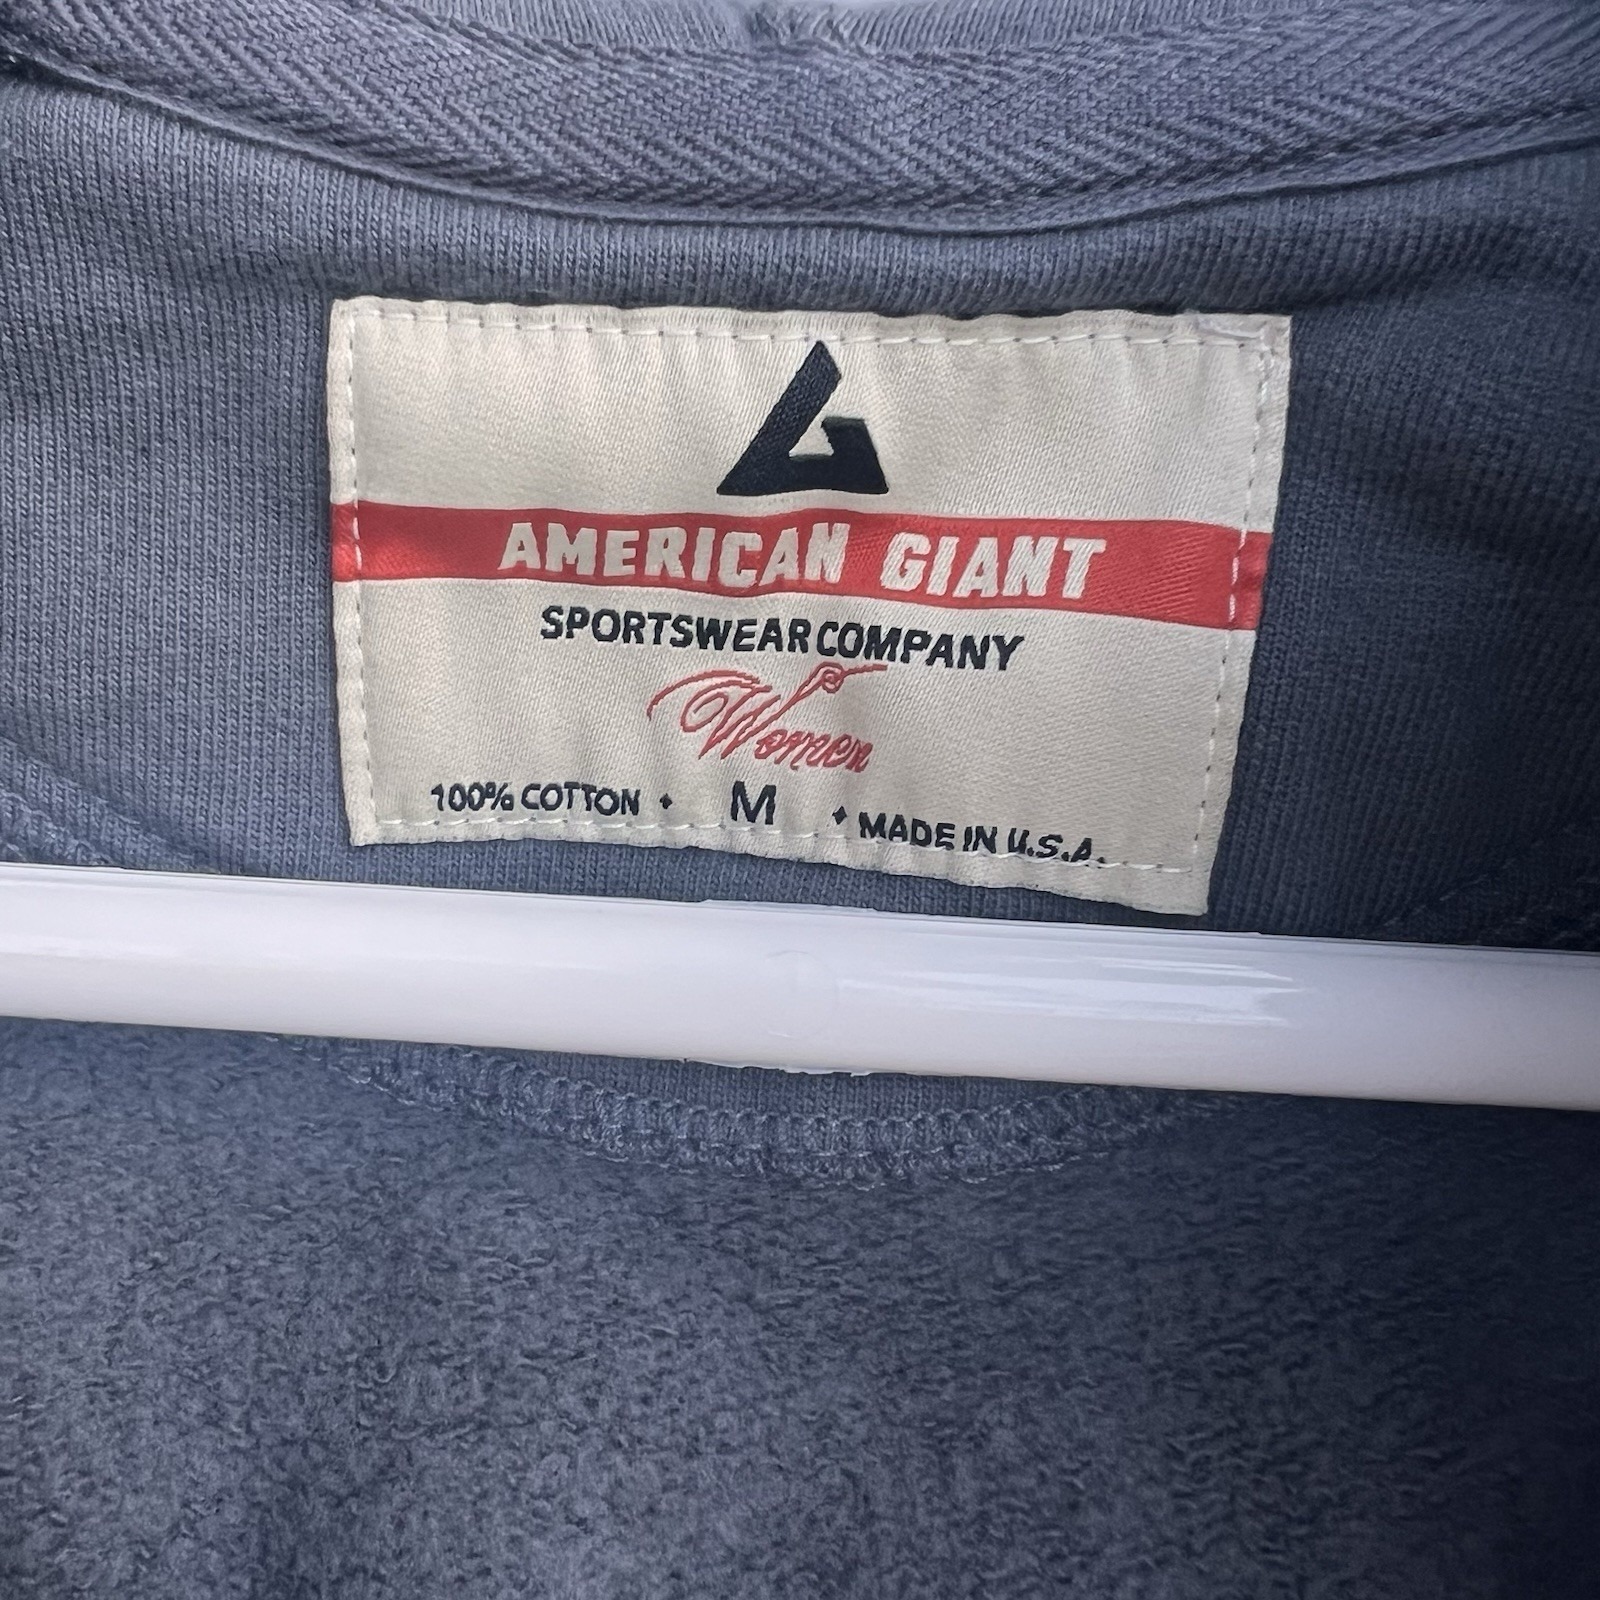 AMERICAN GIANT
SPORTSWEAR COMPANY
Women
100% COTTON • M • MADE IN U.S.A.